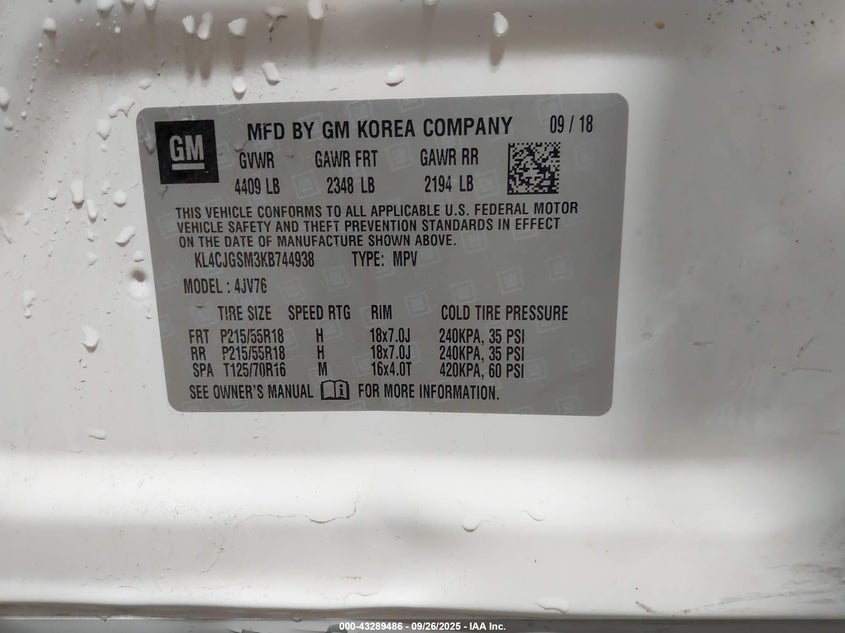 GM
MFD BY GM KOREA COMPANY 09 / 18
GVWR GAWR FRT GAWR RR
4409 LB 2348 LB 2194 LB
THIS VEHICLE CONFORMS TO ALL APPLICABLE U.S. FEDERAL MOTOR
VEHICLE SAFETY AND THEFT PREVENTION STANDARDS IN EFFECT
ON THE DATE OF MANUFACTURE SHOWN ABOVE.
KL4CJGSM3KB744938 TYPE: MPV
MODEL : 4JV76
TIRE SIZE SPEED RTG RIM COLD TIRE PRESSURE
FRT P215/55R18 H 18x7.0J 240KPA, 35 PSI
RR P215/55R18 H 18x7.0J 240KPA, 35 PSI
SPA T125/70R16 M 16x4.0T 420KPA, 60 PSI
SEE OWNER'S MANUAL FOR MORE INFORMATION.
000-43289486 - 09/26/2025 - IAA Inc.